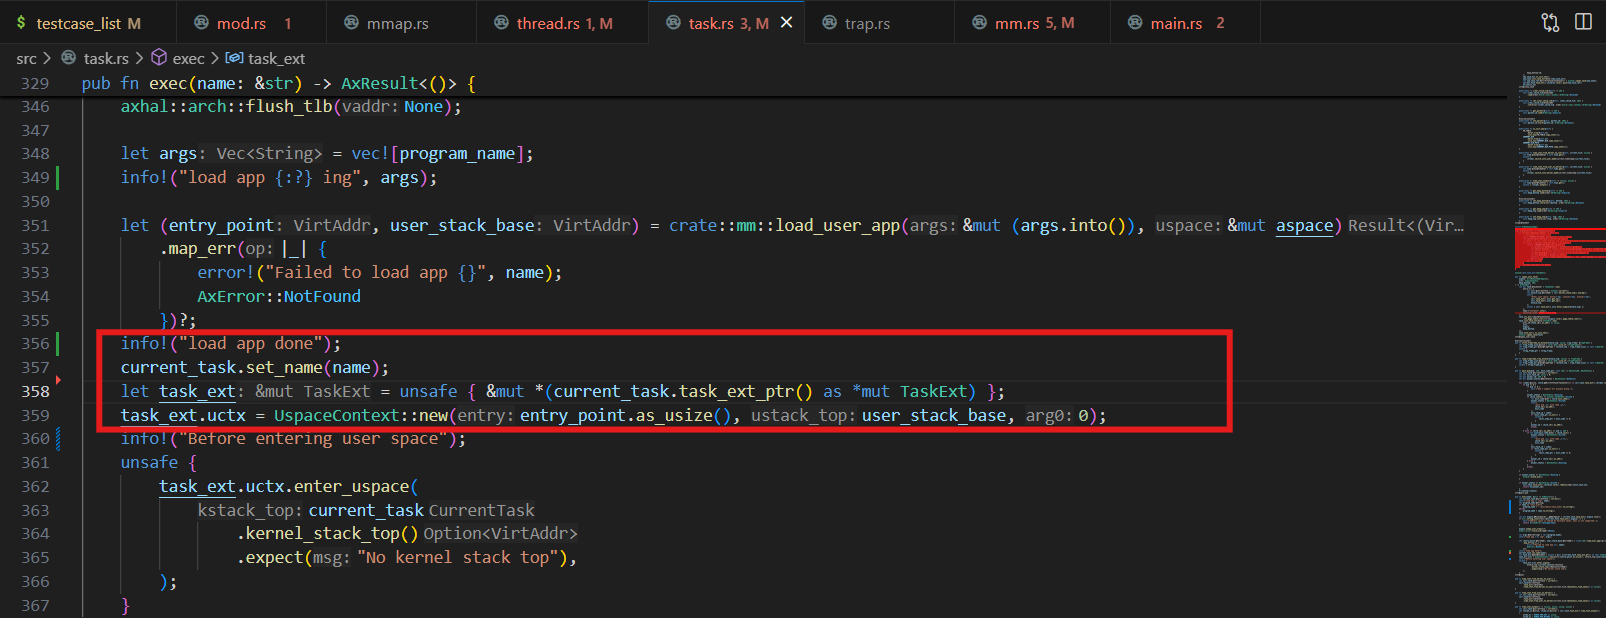 $ testcase_list M mod.rs 1 mmap.rs thread.rs 1, M task.rs 3, M × trap.rs mm.rs 5, M main.rs 2
src > task.rs > exec > task_ext
329 pub fn exec(name: &str) -> AxResult<()> {
346 axhal::arch::flush_tlb(vaddr: None);
347
348 let args: Vec<String> = vec![program_name];
349 info!("load app {:?} ing", args);
350
351 let (entry_point: VirtAddr, user_stack_base: VirtAddr) = crate::mm::load_user_app(args: &mut (args.into()), uspace: &mut aspace) Result<(Vir…
352 .map_err(op: |_| {
353 error!("Failed to load app {}", name);
354 AxError::NotFound
355 })?;
356 info!("load app done");
357 current_task.set_name(name);
358 let task_ext: &mut TaskExt = unsafe { &mut *(current_task.task_ext_ptr() as *mut TaskExt) };
359 task_ext.uctx = UspaceContext::new(entry: entry_point.as_usize(), ustack_top: user_stack_base, arg0: 0);
360 info!("Before entering user space");
361 unsafe {
362 task_ext.uctx.enter_uspace(
363 kstack_top: current_task CurrentTask
364 .kernel_stack_top() Option<VirtAddr>
365 .expect(msg: "No kernel stack top"),
366 );
367 }